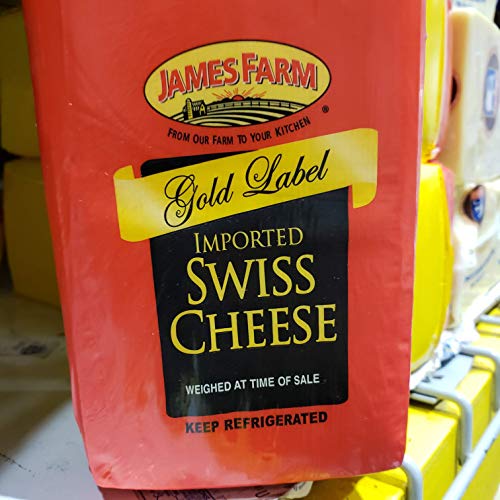 JAMES FARM
®
FROM OUR FARM TO YOUR KITCHEN
Gold Label
IMPORTED
SWISS
CHEESE
WEIGHED AT TIME OF SALE
KEEP REFRIGERATED